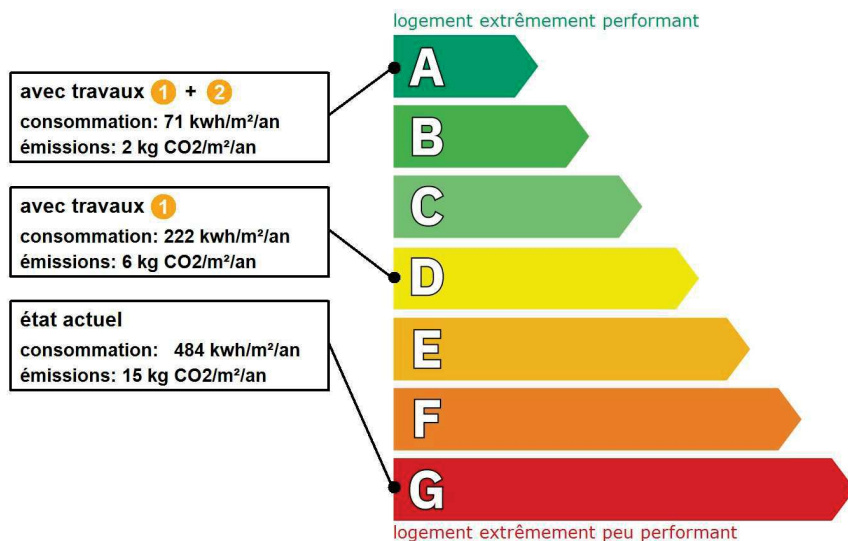 logement extrêmement performant
A
avec travaux 1 + 2
consommation: 71 kwh/m²/an
émissions: 2 kg CO2/m²/an
B
C
avec travaux 1
consommation: 222 kwh/m²/an
émissions: 6 kg CO2/m²/an
D
état actuel
consommation: 484 kwh/m²/an
émissions: 15 kg CO2/m²/an
E
F
G
logement extrêmement peu performant